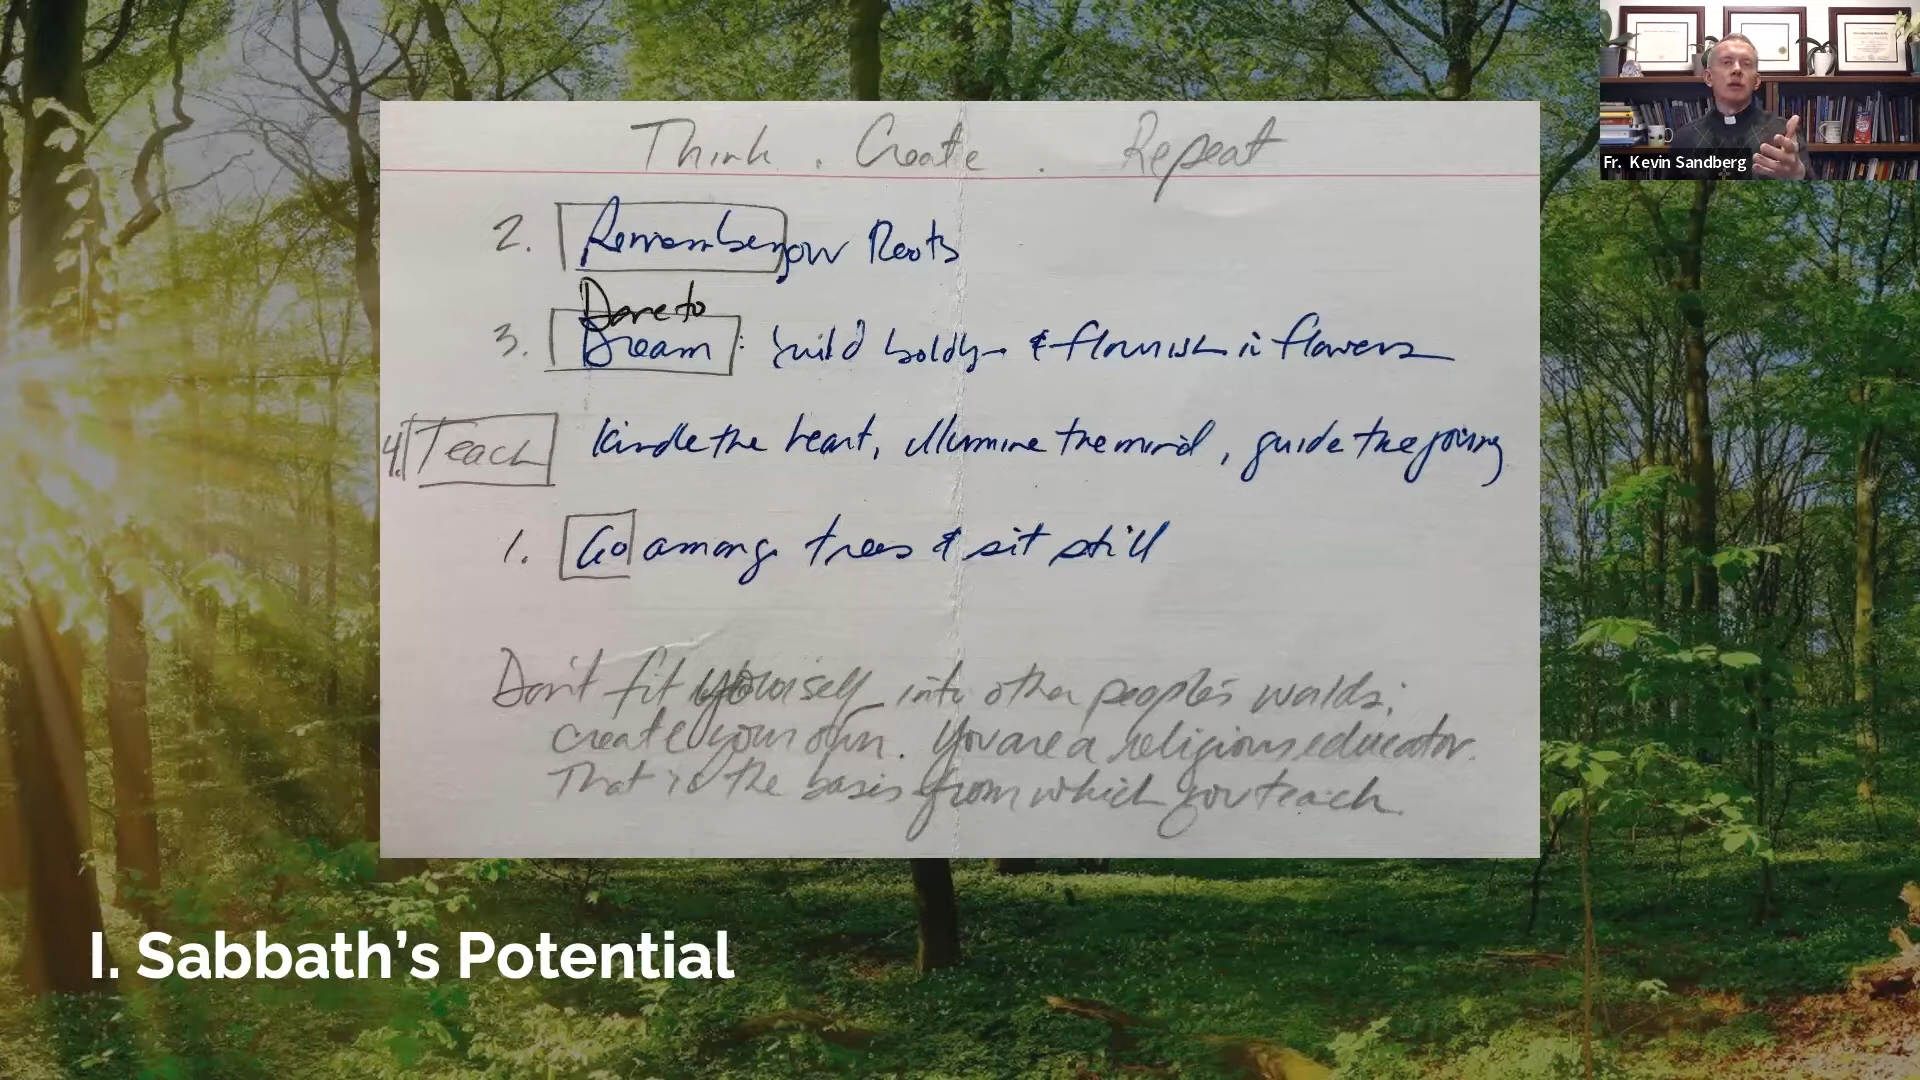 Think . Create . Repeat
2. Remember your Roots
Dare to
3. Dream: build boldly & flourish in flowers
4. Teach kindle the heart, illumine the mind, guide the young
1. Go among trees & sit still
Don't fit yourself into other people's worlds;
create your own. You are a religious educator.
That is the basis from which you teach.
I. Sabbath's Potential
Fr. Kevin Sandberg